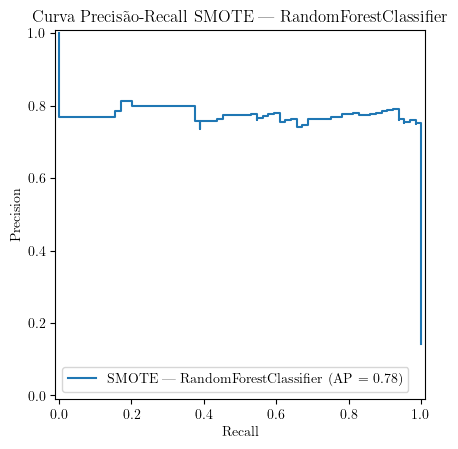 Curva Precisão-Recall SMOTE — RandomForestClassifier
1.0
0.8
0.6
0.4
0.2
0.0
Precision
SMOTE — RandomForestClassifier (AP = 0.78)
0.0 0.2 0.4 0.6 0.8 1.0
Recall